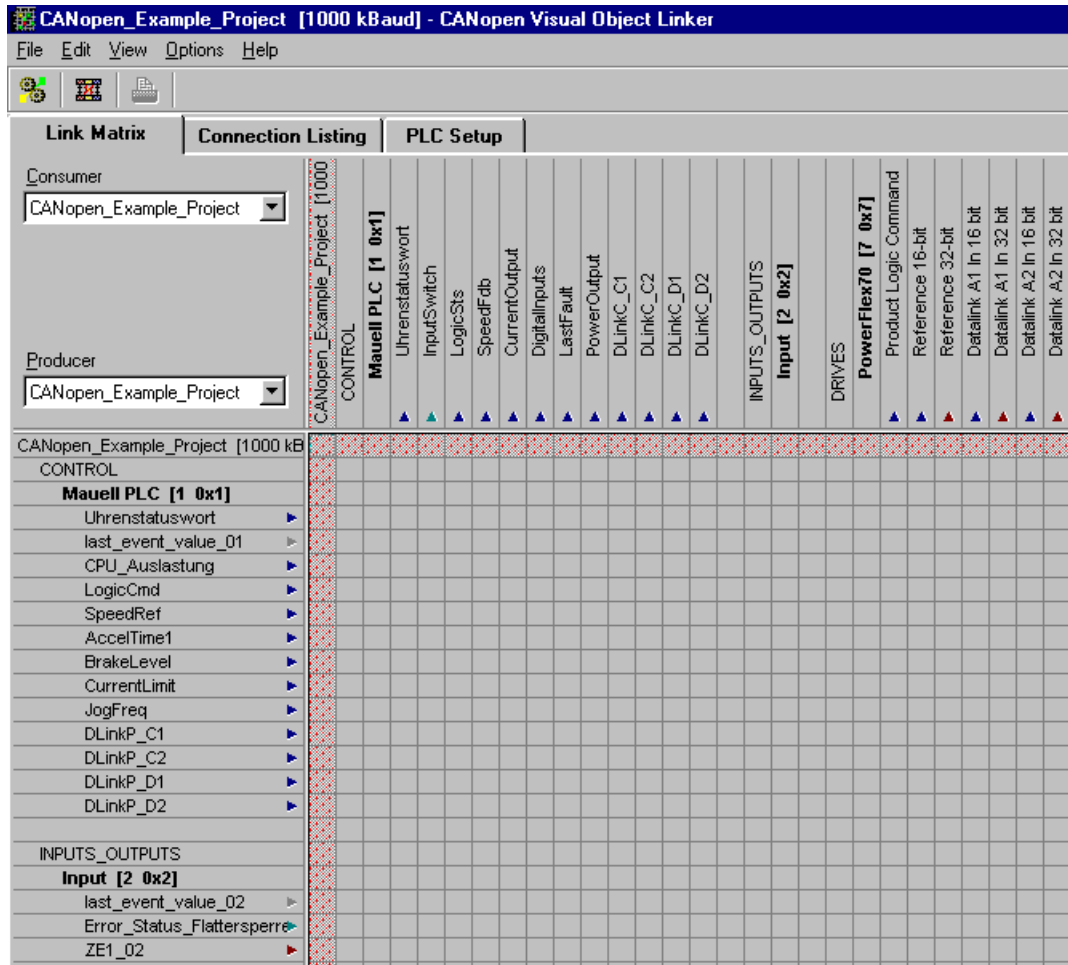 CANopen_Example_Project [1000 kBaud] - CANopen Visual Object Linker
File Edit View Options Help
Link Matrix Connection Listing PLC Setup
Consumer
CANopen_Example_Project
Producer
CANopen_Example_Project
CANopen_Example_Project [1000
CONTROL
Mauell PLC [1 0x1]
Uhrenstatuswort
InputSwitch
LogicSts
SpeedFdb
CurrentOutput
DigitalInputs
LastFault
PowerOutput
DLinkC_C1
DLinkC_C2
DLinkC_D1
DLinkC_D2
INPUTS_OUTPUTS
Input [2 0x2]
DRIVES
PowerFlex70 [7 0x7]
Product Logic Command
Reference 16-bit
Reference 32-bit
Datalink A1 In 16 bit
Datalink A1 In 32 bit
Datalink A2 In 16 bit
Datalink A2 In 32 bit
CANopen_Example_Project [1000 kB
CONTROL
Mauell PLC [1 0x1]
Uhrenstatuswort
last_event_value_01
CPU_Auslastung
LogicCmd
SpeedRef
AccelTime1
BrakeLevel
CurrentLimit
JogFreq
DLinkP_C1
DLinkP_C2
DLinkP_D1
DLinkP_D2
INPUTS_OUTPUTS
Input [2 0x2]
last_event_value_02
Error_Status_Flattersperre
ZE1_02